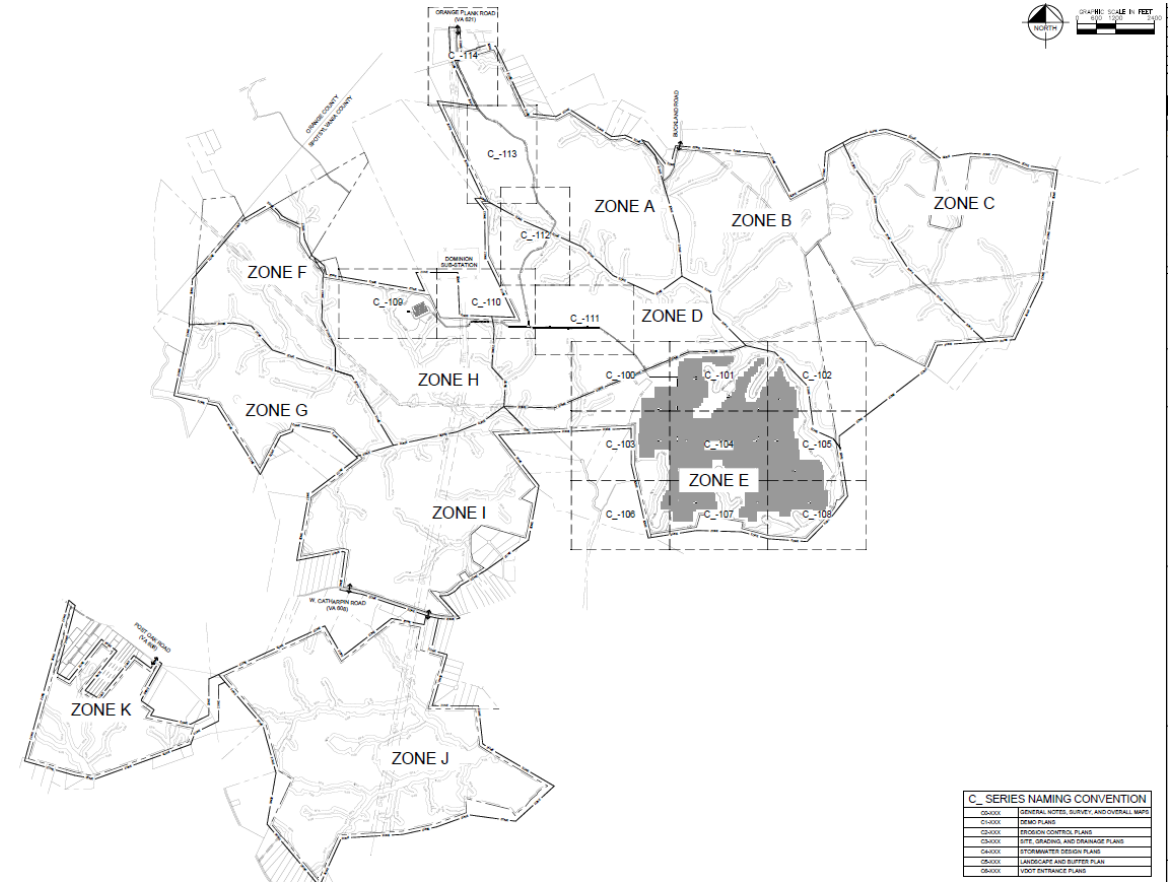 ORANGE PLANK ROAD
(VA 621)
GRAPHIC SCALE IN FEET
0 600 1200 2400
NORTH
C_-114
ORANGE COUNTY
SPOTSYLVANIA COUNTY
BUCKLAND ROAD
C_-113
ZONE A
ZONE B
ZONE C
C_-112
DOMINION
SUB-STATION
ZONE F
C_-109
C_-110
C_-111
ZONE D
ZONE H
C_-100
C_-101
C_-102
ZONE G
C_-103
C_-104
C_-105
ZONE E
ZONE I
C_-106
C_-107
C_-108
W. CATHARPIN ROAD
(VA 608)
POST OAK ROAD
ZONE K
ZONE J
C_ SERIES NAMING CONVENTION
C0-XXX GENERAL NOTES, SURVEY, AND OVERALL MAPS
C1-XXX DEMO PLANS
C2-XXX EROSION CONTROL PLANS
C3-XXX SITE, GRADING, AND DRAINAGE PLANS
C4-XXX STORMWATER DESIGN PLANS
C5-XXX LANDSCAPE AND BUFFER PLAN
C6-XXX VDOT ENTRANCE PLANS